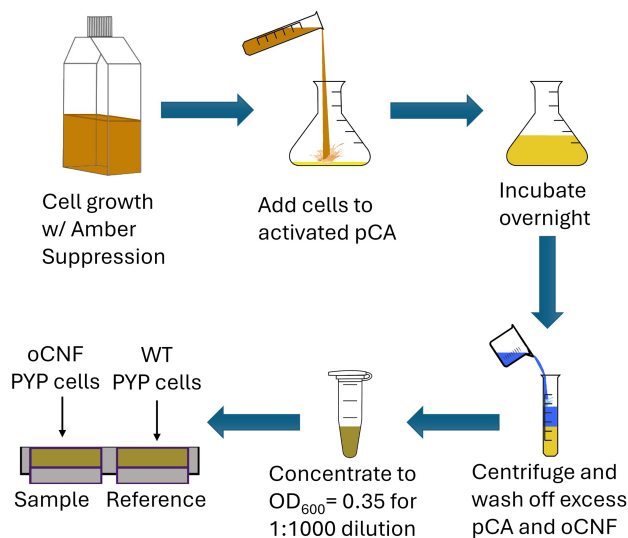 Cell growth
w/ Amber
Suppression
Add cells to
activated pCA
Incubate
overnight
Centrifuge and
wash off excess
pCA and oCNF
Concentrate to
OD₆₀₀= 0.35 for
1:1000 dilution
oCNF
PYP cells
WT
PYP cells
Sample
Reference